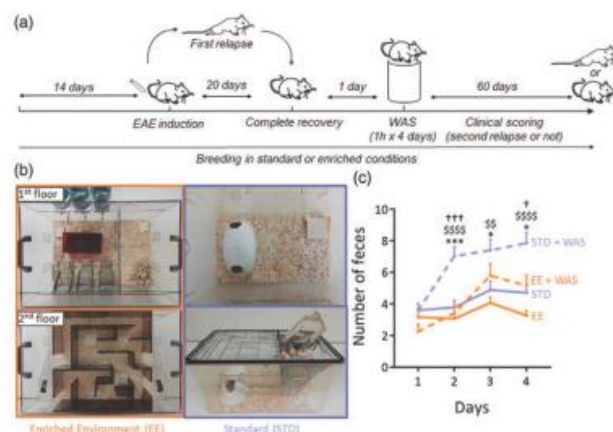 (a)
First relapse
14 days
20 days
1 day
60 days
or
EAE induction
Complete recovery
WAS
(1h x 4 days)
Clinical scoring
(second relapse or not)
Breeding in standard or enriched conditions
(b)
1st floor
2nd floor
Enriched Environment (EE)
Standard (STD)
(c)
Number of feces
10
8
6
4
2
0
†††
$$$$
***
$$
*
†
$$$$
*
STD + WAS
EE + WAS
STD
EE
1 2 3 4
Days